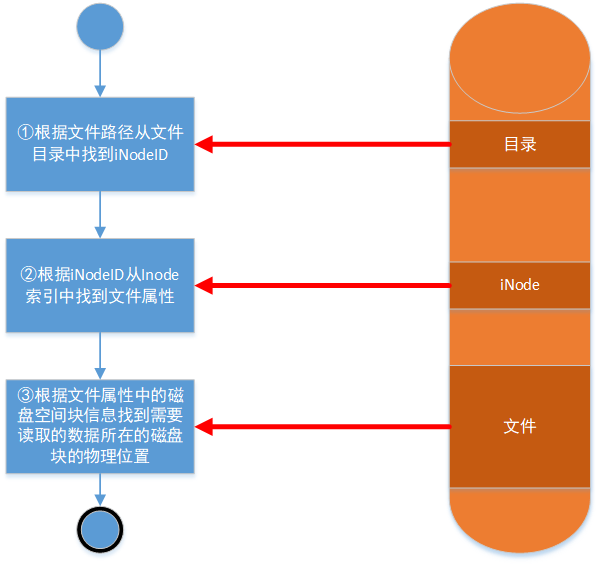 ①根据文件路径从文件
目录中找到iNodeID
目录
②根据iNodeID从Inode
索引中找到文件属性
iNode
③根据文件属性中的磁
盘空间块信息找到需要
读取的数据所在的磁盘
块的物理位置
文件